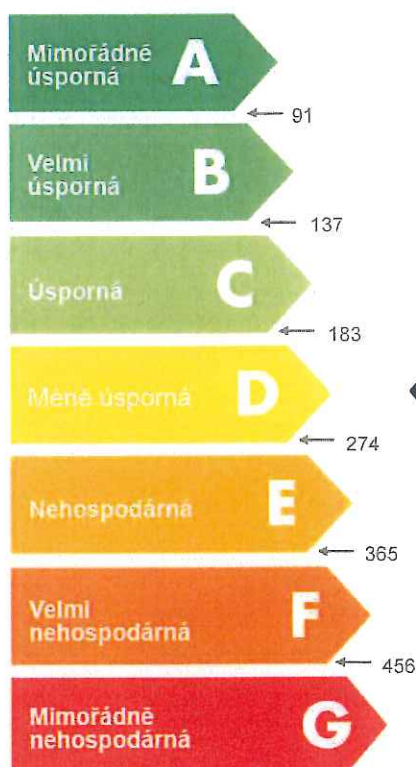 Mimořádně
úsporná
A
91
Velmi
úsporná
B
137
Úsporná
C
183
Méně úsporná
D
274
Nehospodárná
E
365
Velmi
nehospodárná
F
456
Mimořádně
nehospodárná
G